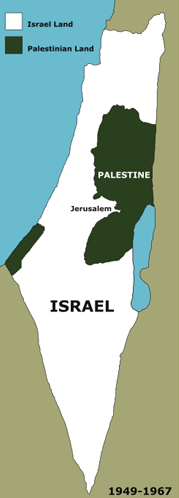 Israel Land
Palestinian Land
PALESTINE
Jerusalem
ISRAEL
1949-1967